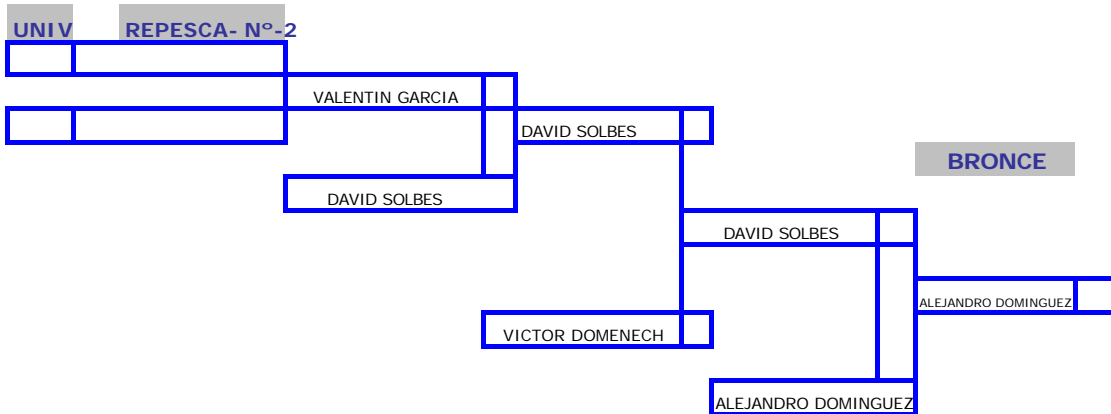 UNIV REPESCA- Nº-2
VALENTIN GARCIA
DAVID SOLBES
BRONCE
DAVID SOLBES
DAVID SOLBES
ALEJANDRO DOMINGUEZ
VICTOR DOMENECH
ALEJANDRO DOMINGUEZ